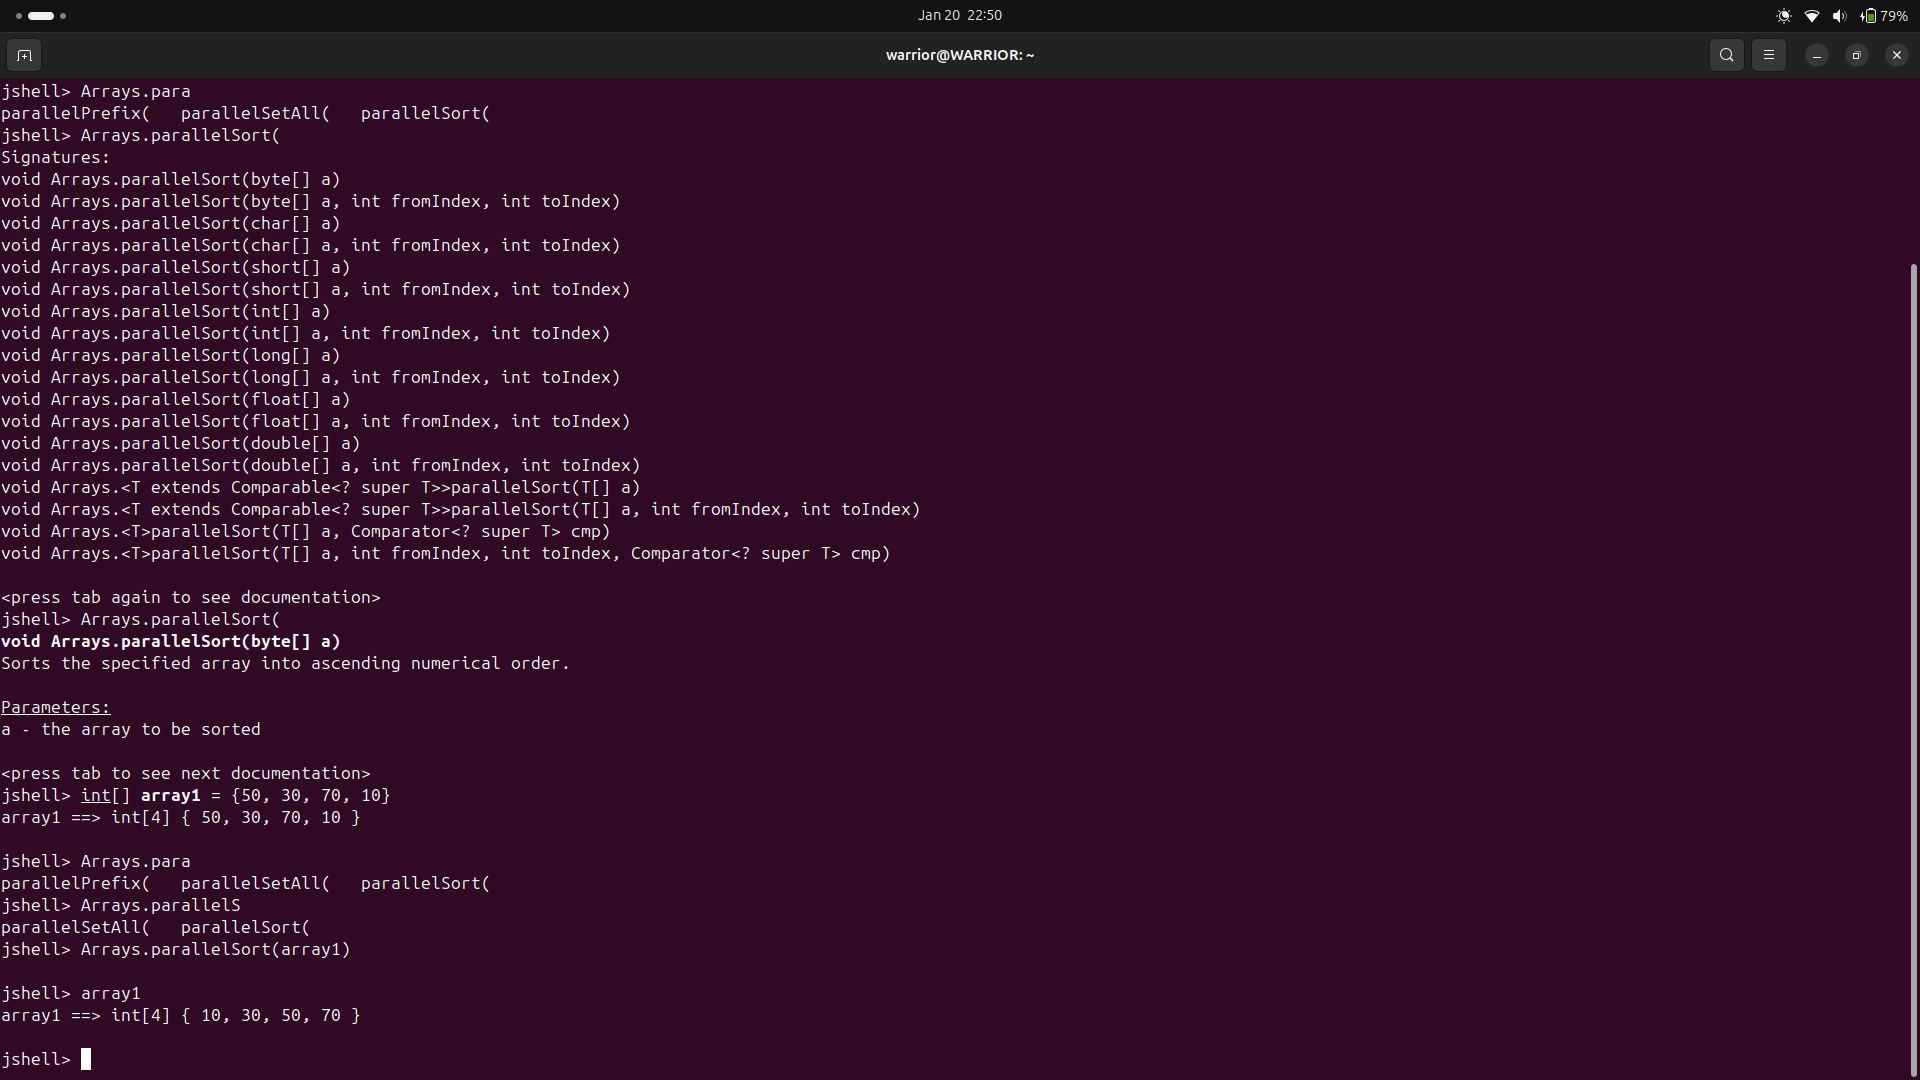 Jan 20 22:50
79%
warrior@WARRIOR: ~
jshell> Arrays.para
parallelPrefix(   parallelSetAll(   parallelSort(
jshell> Arrays.parallelSort(
Signatures:
void Arrays.parallelSort(byte[] a)
void Arrays.parallelSort(byte[] a, int fromIndex, int toIndex)
void Arrays.parallelSort(char[] a)
void Arrays.parallelSort(char[] a, int fromIndex, int toIndex)
void Arrays.parallelSort(short[] a)
void Arrays.parallelSort(short[] a, int fromIndex, int toIndex)
void Arrays.parallelSort(int[] a)
void Arrays.parallelSort(int[] a, int fromIndex, int toIndex)
void Arrays.parallelSort(long[] a)
void Arrays.parallelSort(long[] a, int fromIndex, int toIndex)
void Arrays.parallelSort(float[] a)
void Arrays.parallelSort(float[] a, int fromIndex, int toIndex)
void Arrays.parallelSort(double[] a)
void Arrays.parallelSort(double[] a, int fromIndex, int toIndex)
void Arrays.<T extends Comparable<? super T>>parallelSort(T[] a)
void Arrays.<T extends Comparable<? super T>>parallelSort(T[] a, int fromIndex, int toIndex)
void Arrays.<T>parallelSort(T[] a, Comparator<? super T> cmp)
void Arrays.<T>parallelSort(T[] a, int fromIndex, int toIndex, Comparator<? super T> cmp)
<press tab again to see documentation>
jshell> Arrays.parallelSort(
void Arrays.parallelSort(byte[] a)
Sorts the specified array into ascending numerical order.
Parameters:
a - the array to be sorted
<press tab to see next documentation>
jshell> int[] array1 = {50, 30, 70, 10}
array1 ==> int[4] { 50, 30, 70, 10 }
jshell> Arrays.para
parallelPrefix(   parallelSetAll(   parallelSort(
jshell> Arrays.parallelS
parallelSetAll(   parallelSort(
jshell> Arrays.parallelSort(array1)
jshell> array1
array1 ==> int[4] { 10, 30, 50, 70 }
jshell>